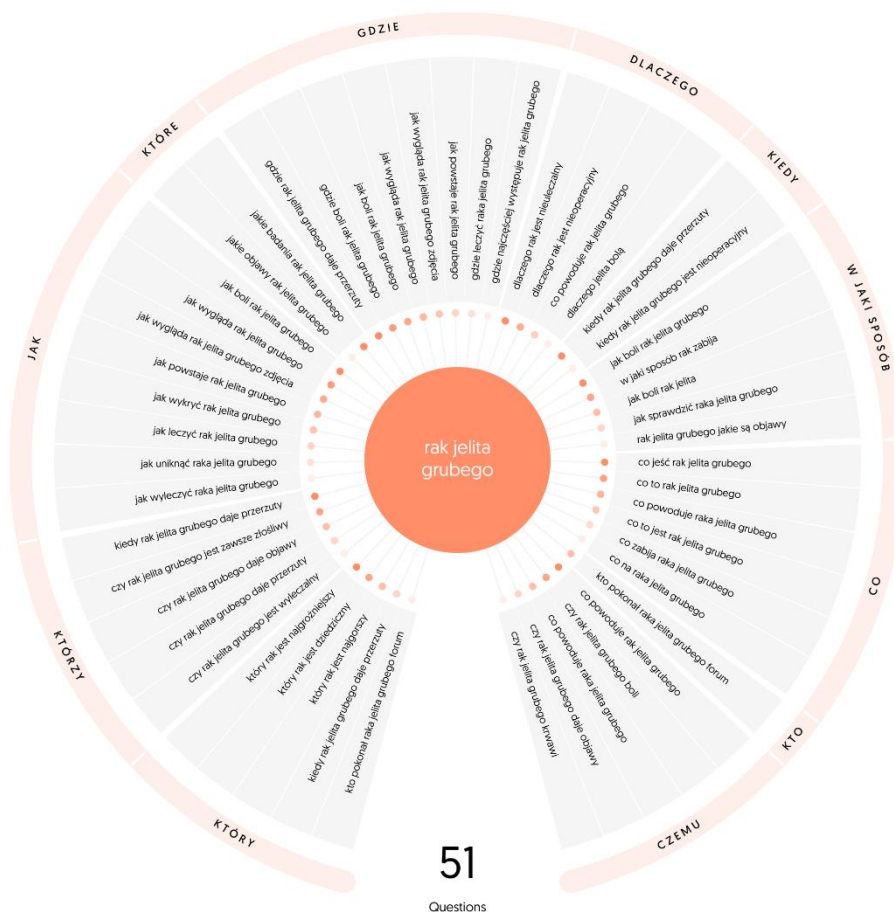 GDZIE
gdzie rak jelita grubego daje przerzuty
gdzie boli rak jelita grubego
jak boli rak jelita grubego
jak wygląda rak jelita grubego
jak wygląda rak jelita grubego zdjęcia
jak powstaje rak jelita grubego
gdzie leczyć raka jelita grubego
gdzie najczęściej występuje rak jelita grubego
DLACZEGO
dlaczego rak jest nieuleczalny
dlaczego rak jest nieoperacyjny
co powoduje rak jelita grubego
dlaczego jelita bolą
KIEDY
kiedy rak jelita grubego daje przerzuty
kiedy rak jelita grubego jest nieoperacyjny
W JAKI SPOSÓB
jak boli rak jelita grubego
w jaki sposób rak zabija
jak boli rak jelita
jak sprawdzić raka jelita grubego
rak jelita grubego jakie są objawy
CO
co jeść rak jelita grubego
co to rak jelita grubego
co powoduje raka jelita grubego
co to jest rak jelita grubego
co zabija raka jelita grubego
co na raka jelita grubego
KTO
kto pokonał raka jelita grubego forum
CZEMU
co powoduje rak jelita grubego
czy rak jelita grubego boli
co powoduje raka jelita grubego
czy rak jelita grubego daje objawy
czy rak jelita grubego krwawi
KTÓRY
kto pokonał raka jelita grubego forum
kiedy rak jelita grubego daje przerzuty
który rak jest najgorszy
który rak jest dziedziczny
który rak jest najgroźniejszy
KTÓRZY
czy rak jelita grubego jest wyleczalny
czy rak jelita grubego daje przerzuty
czy rak jelita grubego daje objawy
czy rak jelita grubego jest zawsze złośliwy
kiedy rak jelita grubego daje przerzuty
JAK
jak wyleczyć raka jelita grubego
jak uniknąć raka jelita grubego
jak leczyć rak jelita grubego
jak wykryć rak jelita grubego
jak powstaje rak jelita grubego
jak wygląda rak jelita grubego zdjęcia
jak wygląda rak jelita grubego
jak boli rak jelita grubego
KTÓRE
jakie objawy rak jelita grubego
jakie badania rak jelita grubego
rak jelita
grubego
51
Questions